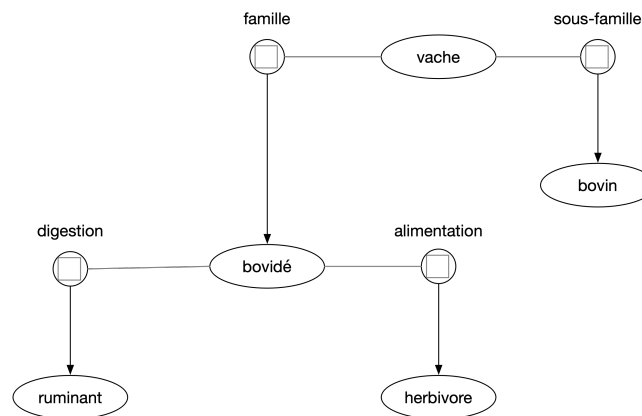 famille
sous-famille
vache
bovin
digestion
alimentation
bovidé
ruminant
herbivore